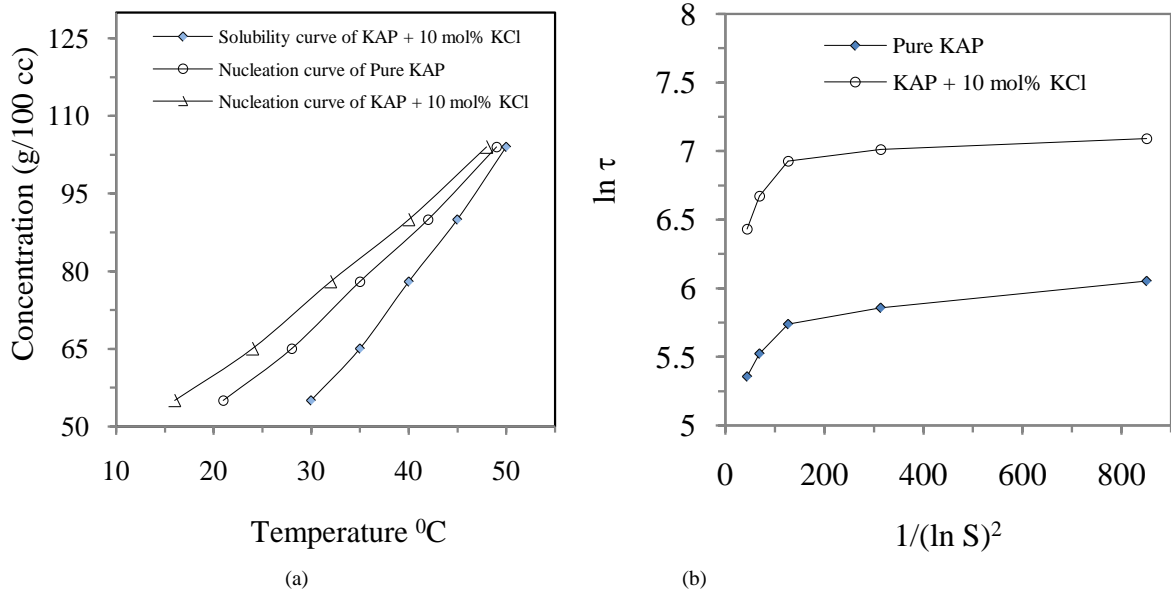 Solubility curve of KAP + 10 mol% KCl
Nucleation curve of Pure KAP
Nucleation curve of KAP + 10 mol% KCl
125
110
95
80
65
50
Concentration (g/100 cc)
10
20
30
40
50
Temperature ⁰C
(a)
Pure KAP
KAP + 10 mol% KCl
8
7.5
7
6.5
6
5.5
5
ln τ
0
200
400
600
800
1/(ln S)²
(b)